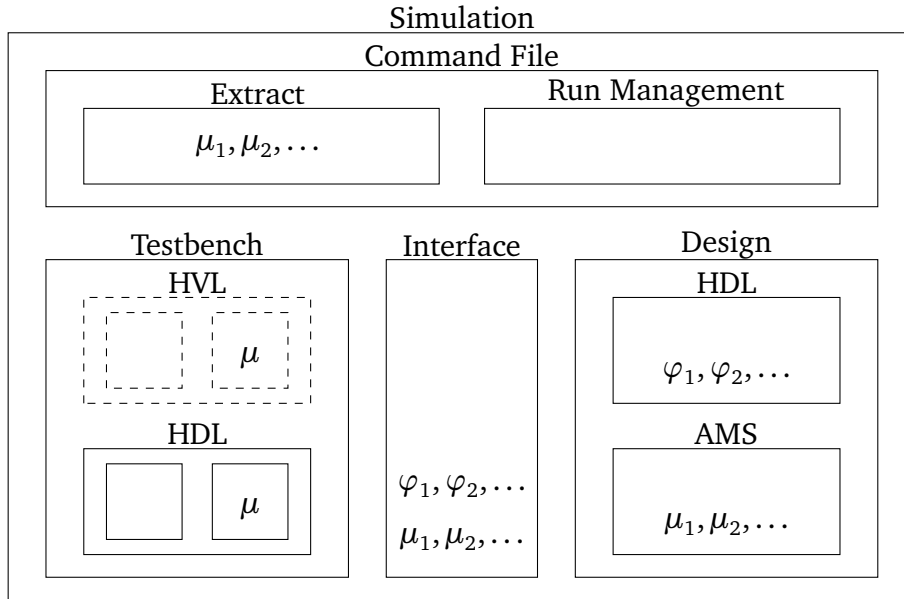 Simulation
Command File
Extract
Run Management
μ₁, μ₂, …
Testbench
Interface
Design
HVL
HDL
μ
φ₁, φ₂, …
HDL
AMS
μ
φ₁, φ₂, …
μ₁, μ₂, …
μ₁, μ₂, …